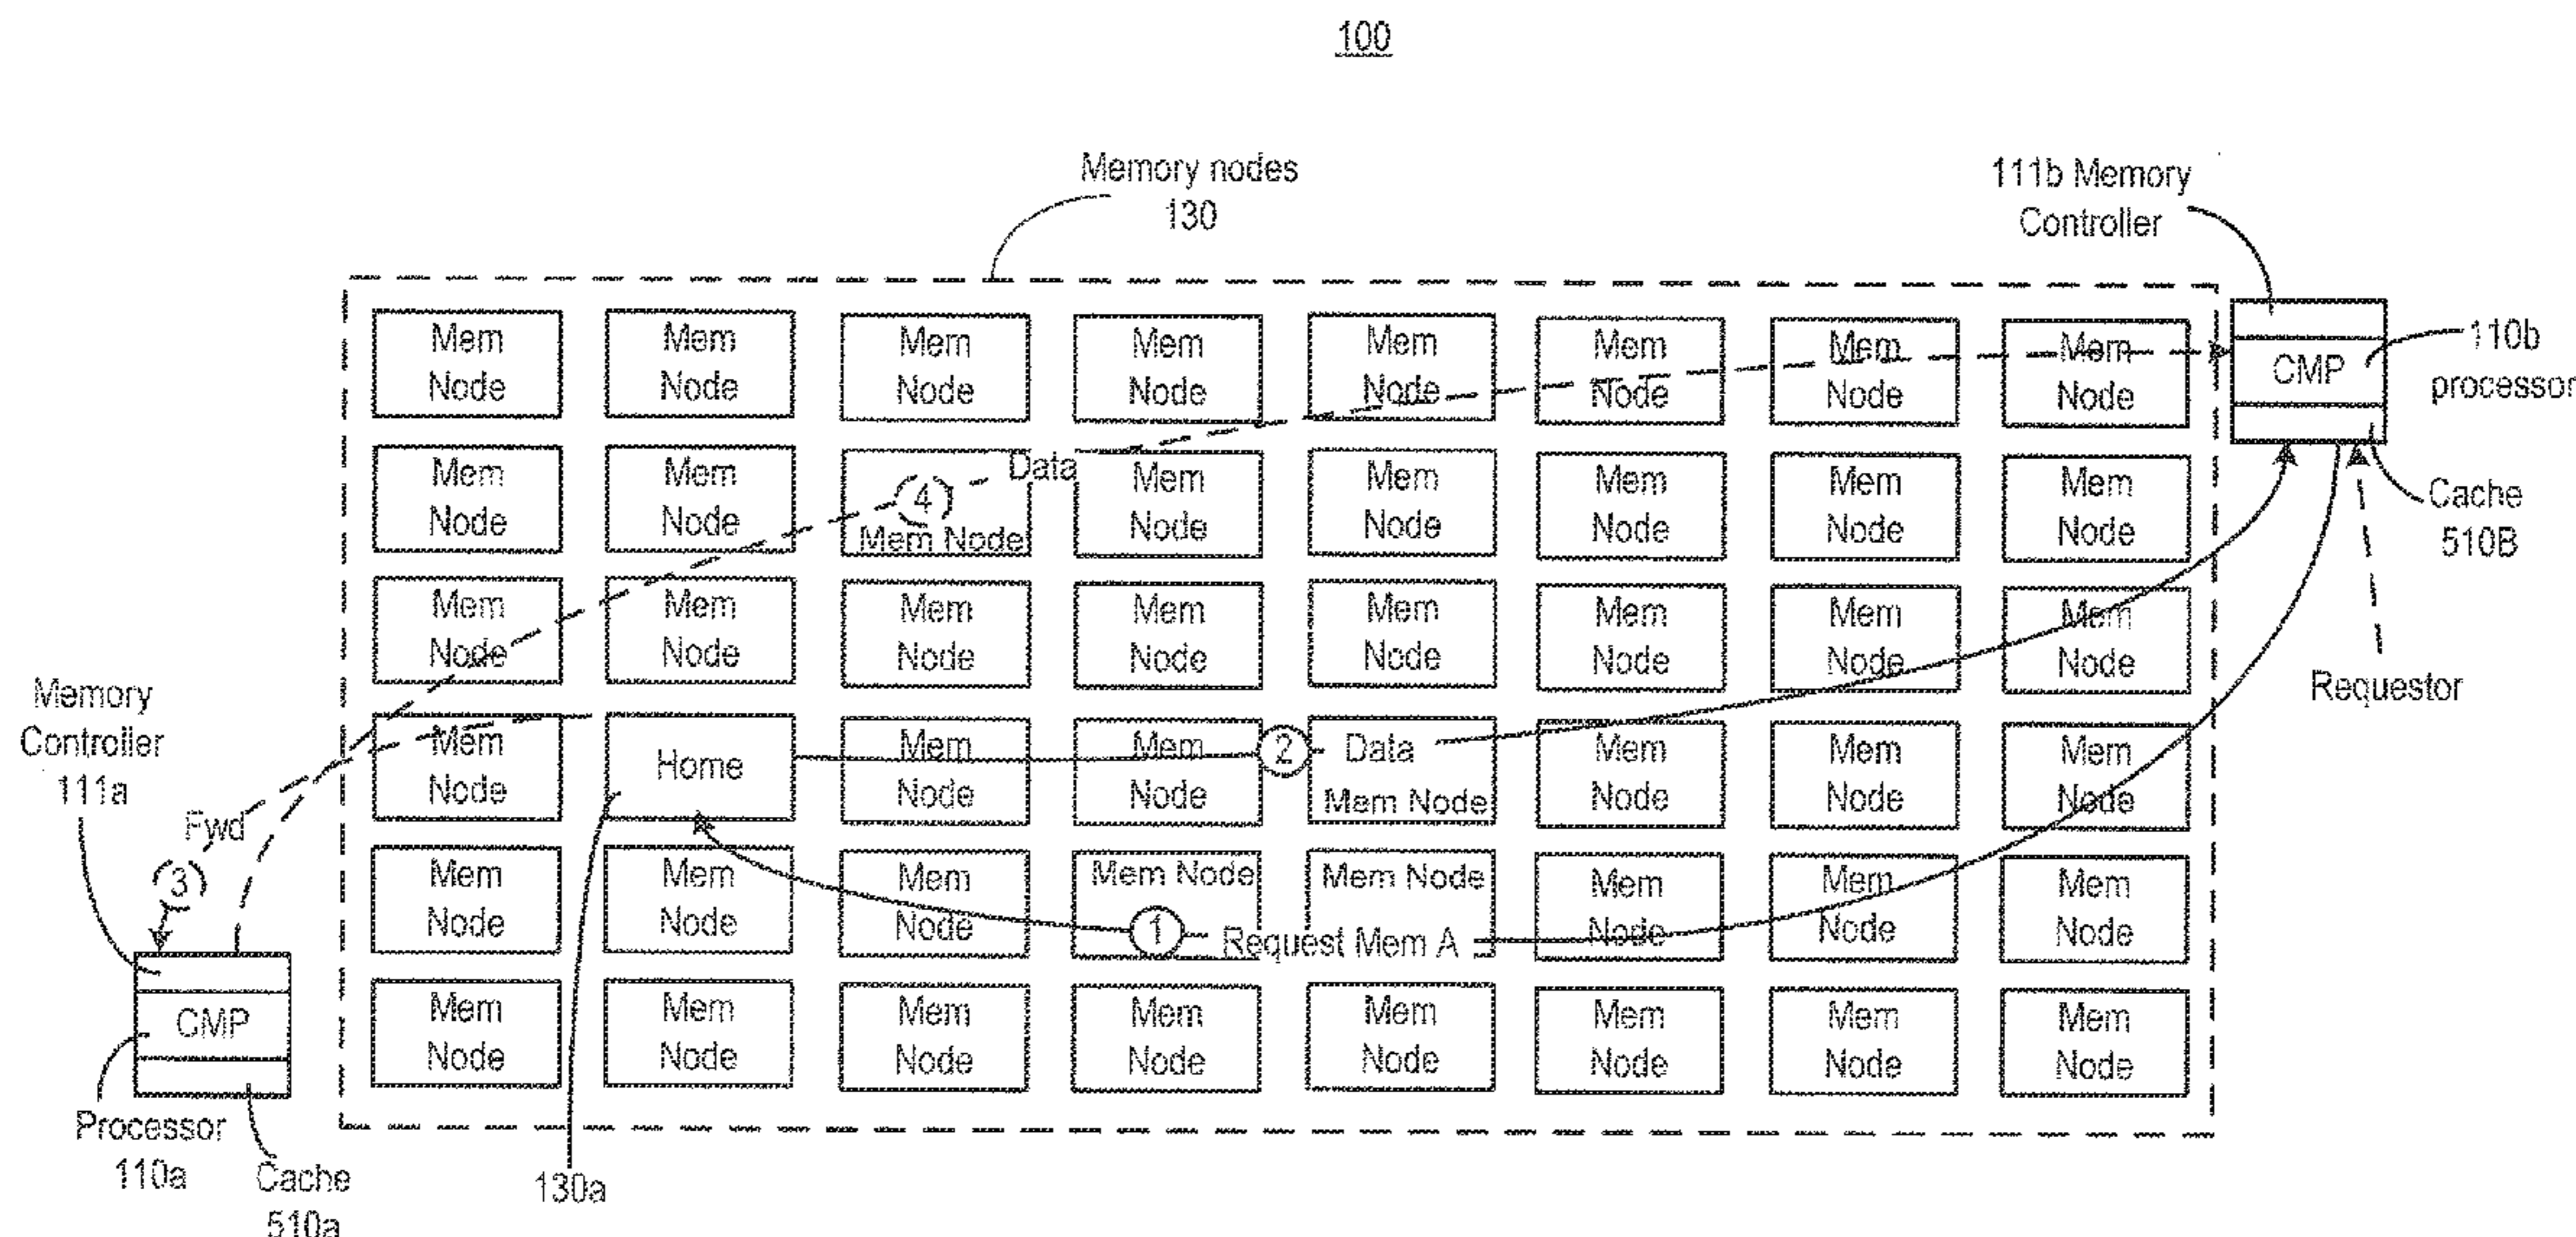 100
Memory nodes
130
111b Memory
Controller
Mem
Node
Mem
Node
Mem
Node
Mem
Node
Mem
Node
Mem
Node
Mem
Node
Mem
Node
CMP
110b
processor
Mem
Node
Mem
Node
4
Data
Mem Node
Mem
Node
Mem
Node
Mem
Node
Mem
Node
Mem
Node
Cache
510B
Mem
Node
Mem
Node
Mem
Node
Mem
Node
Mem
Node
Mem
Node
Mem
Node
Mem
Node
Requestor
Memory
Controller
111a
Fwd
3
Mem
Node
Home
Mem
Node
Mem
Node
2
Data
Mem Node
Mem
Node
Mem
Node
Mem
Node
Mem
Node
Mem
Node
Mem
Node
Mem Node
Mem Node
1
Request Mem A
Mem
Node
Mem
Node
Mem
Node
CMP
Mem
Node
Mem
Node
Mem
Node
Mem
Node
Mem
Node
Mem
Node
Mem
Node
Mem
Node
Processor
110a
Cache
510a
130a